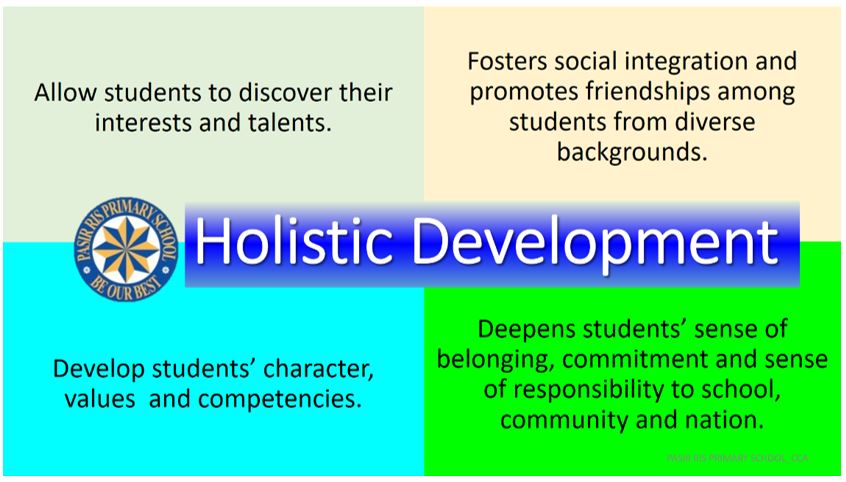 Allow students to discover their
interests and talents.
Fosters social integration and
promotes friendships among
students from diverse
backgrounds.
PASIR RIS PRIMARY SCHOOL
BE OUR BEST
Holistic Development
Develop students’ character,
values  and competencies.
Deepens students’ sense of
belonging, commitment and sense
of responsibility to school,
community and nation.
PASIR RIS PRIMARY SCHOOL_CCA